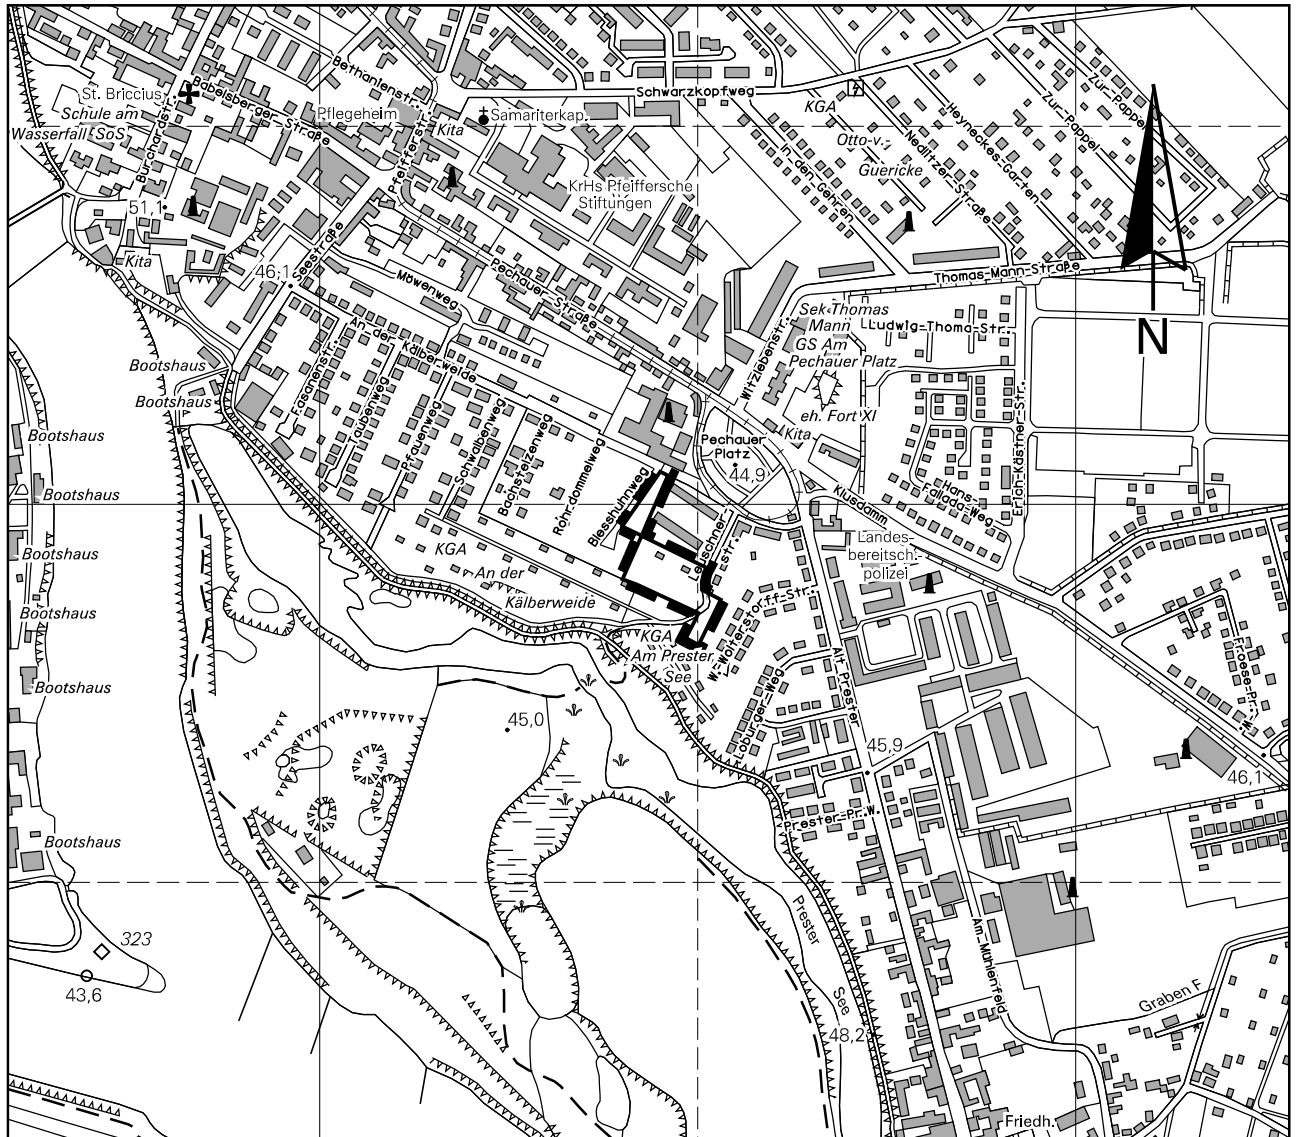 Bethanienstr.
Schwarzkopfweg
Zur-Pappel
Zur-Pappel
St. Briccius
Schule am
Wasserfall SoS
Babelsberger-Straße
Pflegeheim
Kita
Samariterkap.
KGA
Otto-v.-
Guericke
Heyneckes-Garten
Nedlitzer-Straße
In-den-Gehren
Burchardstr.
Pfeifferstr.
KrHs Pfeiffersche
Stiftungen
51,1
Kita
46,1
Seestraße
Möwenweg
Pechauer-Straße
Thomas-Mann-Straße
N
Sek Thomas
Mann
GS Am
Pechauer Platz
Ludwig-Thoma-Str.
Witzlebenstr.
An-der-Kälberweide
Bootshaus
Bootshaus
Fasanenstr.
Taubenweg
Pfauenweg
Schwalbenweg
Bachstelzenweg
Rohrdommelweg
Blesshuhnweg
eh. Fort XI
Kita
Pechauer
Platz
44,9
Erich-Kästner-Str.
Hans-
Fallada-Weg
Klusdamm
Bootshaus
Bootshaus
Bootshaus
Bootshaus
Bootshaus
Leuschner-
str.
Landes-
bereitsch.-
polizei
KGA
An der
Kälberweide
W.-Wolterstorff-Str.
KGA
Am Prester
See
Loburger-Weg
Alt Prester
Froese-Pr.-W.
45,0
45,9
46,1
Prester-Pr.W.
Bootshaus
323
43,6
Prester
See
48,2
Am-Mühlenfeld
Graben F
Friedh.